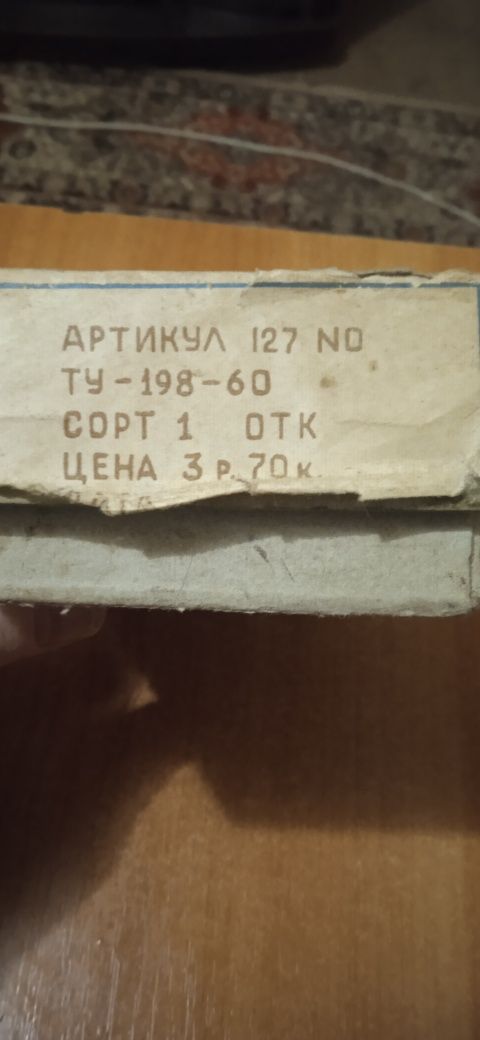 АРТИКУЛ 127 NO
ТУ-198-60
СОРТ 1 ОТК
ЦЕНА 3 р. 70 к.